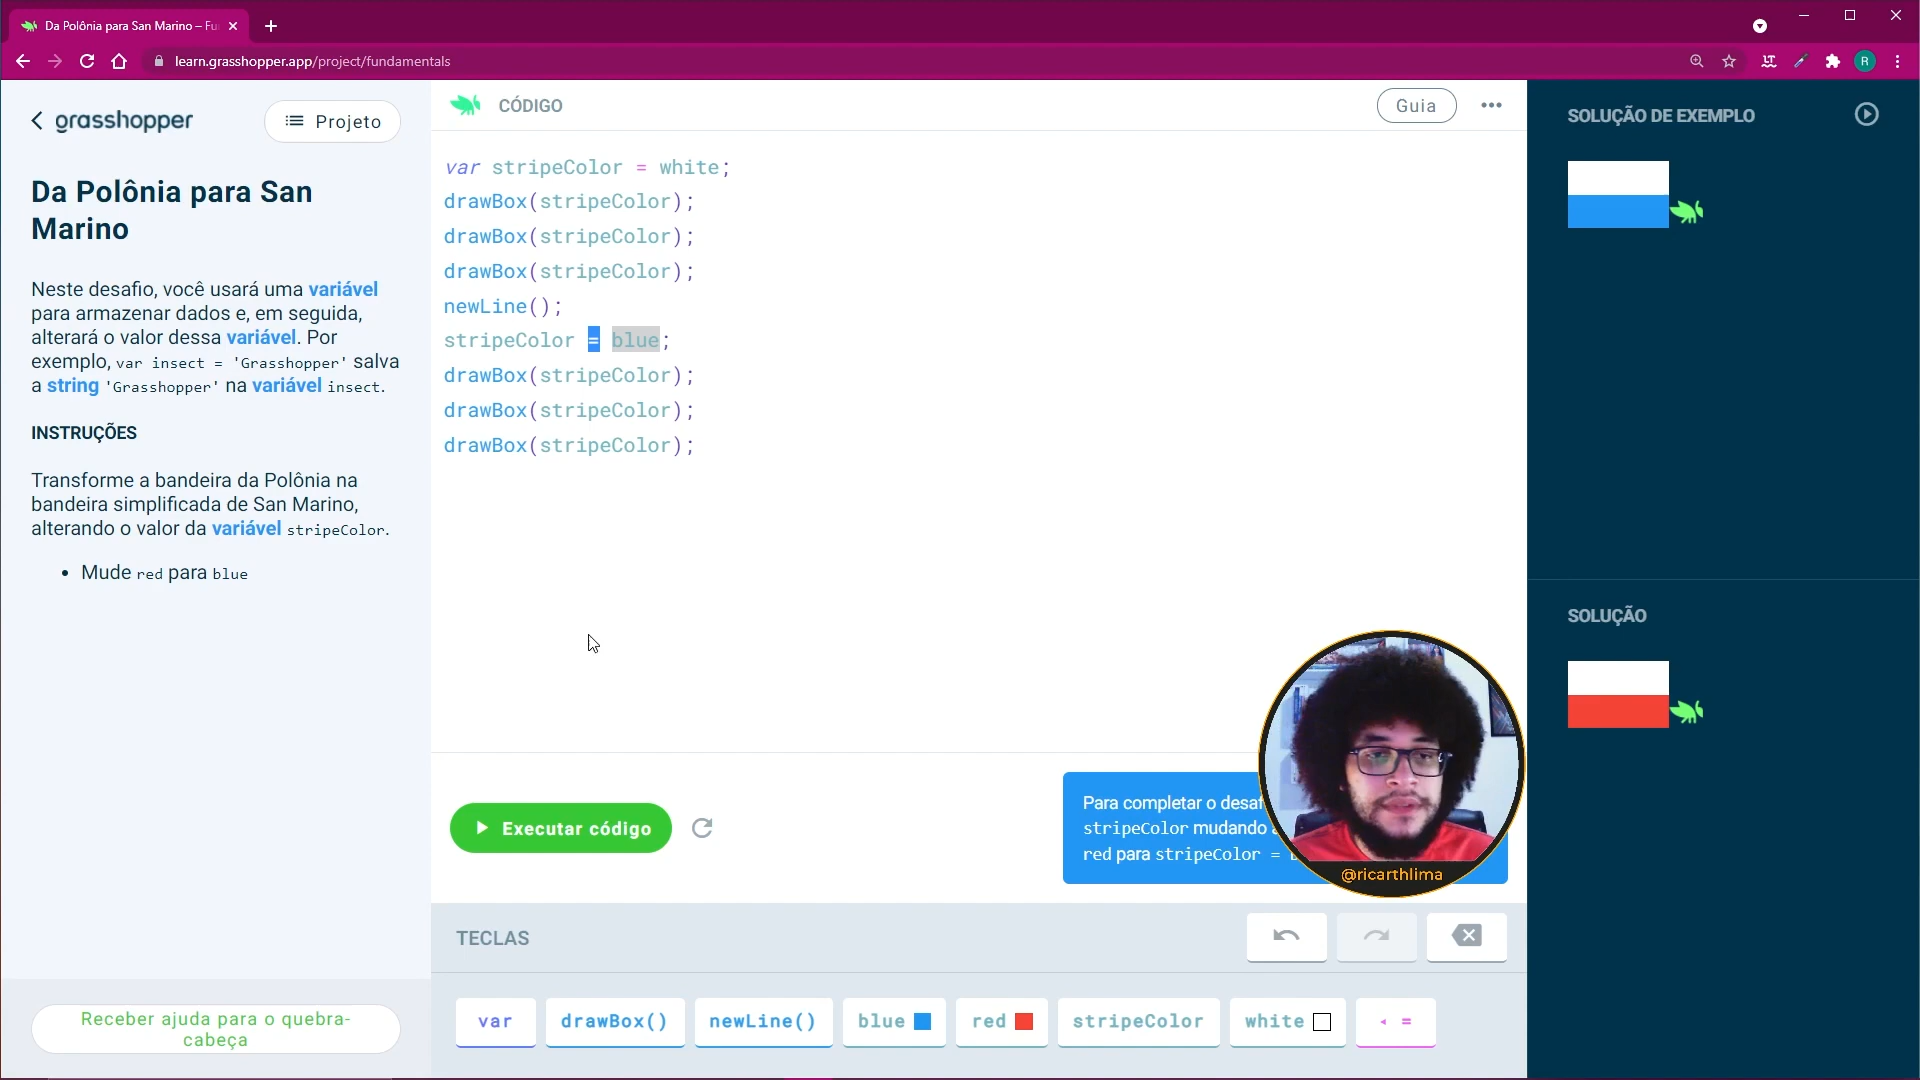 Da Polônia para San Marino – Fu
learn.grasshopper.app/project/fundamentals
R
grasshopper
Projeto
Da Polônia para San
Marino
Neste desafio, você usará uma variável
para armazenar dados e, em seguida,
alterará o valor dessa variável. Por
exemplo, var insect = 'Grasshopper' salva
a string 'Grasshopper' na variável insect.
INSTRUÇÕES
Transforme a bandeira da Polônia na
bandeira simplificada de San Marino,
alterando o valor da variável stripeColor.
• Mude red para blue
Receber ajuda para o quebra-
cabeça
CÓDIGO
Guia
var stripeColor = white;
drawBox(stripeColor);
drawBox(stripeColor);
drawBox(stripeColor);
newLine();
stripeColor = blue;
drawBox(stripeColor);
drawBox(stripeColor);
drawBox(stripeColor);
Executar código
Para completar o
stripeColor mudando
red para stripeColor =
@ricarthlima
TECLAS
var
drawBox()
newLine()
blue
red
stripeColor
white
=
SOLUÇÃO DE EXEMPLO
SOLUÇÃO